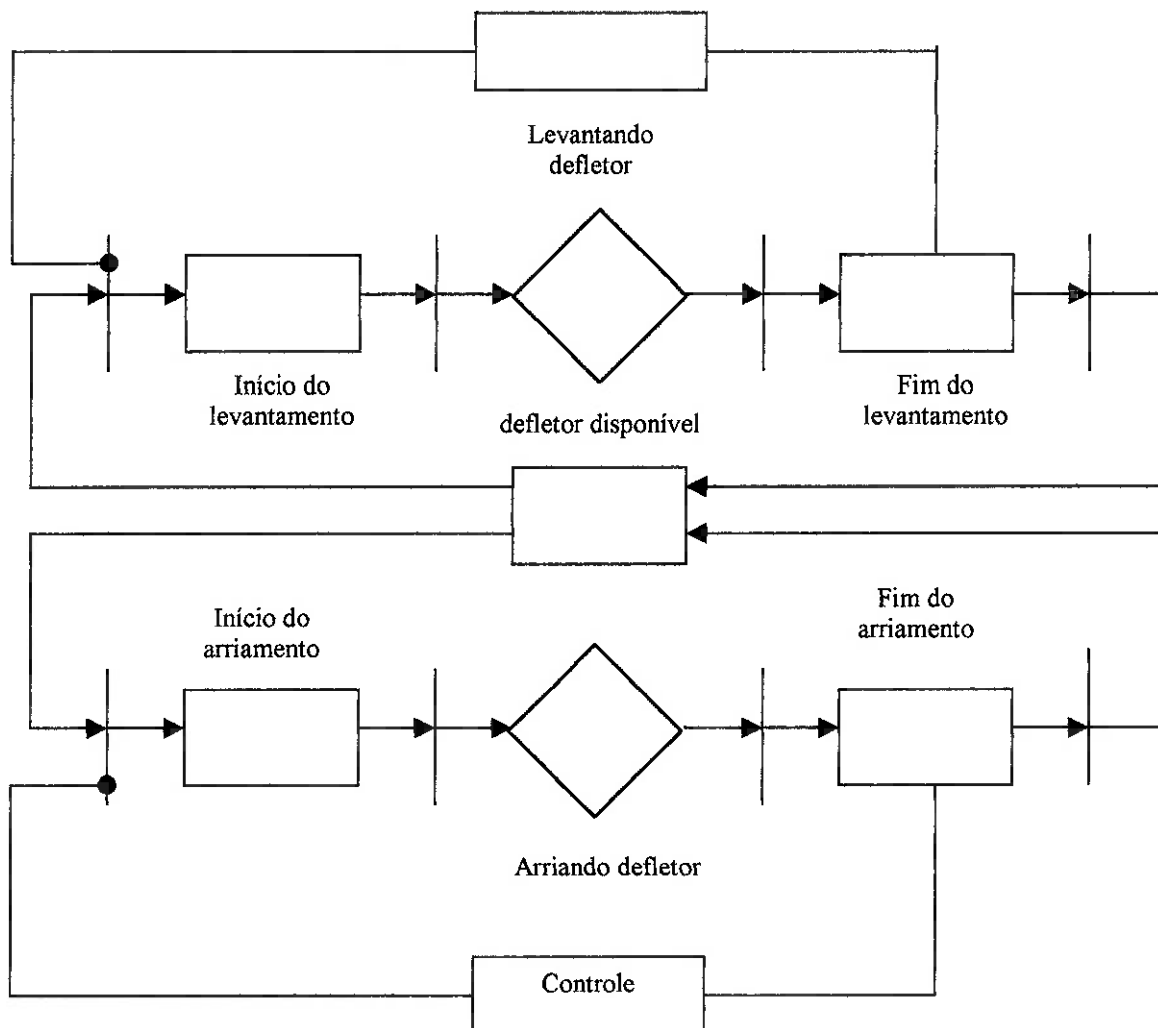 Levantando
defletor
Início do
levantamento
defletor disponível
Fim do
levantamento
Início do
arriamento
Fim do
arriamento
Arriando defletor
Controle